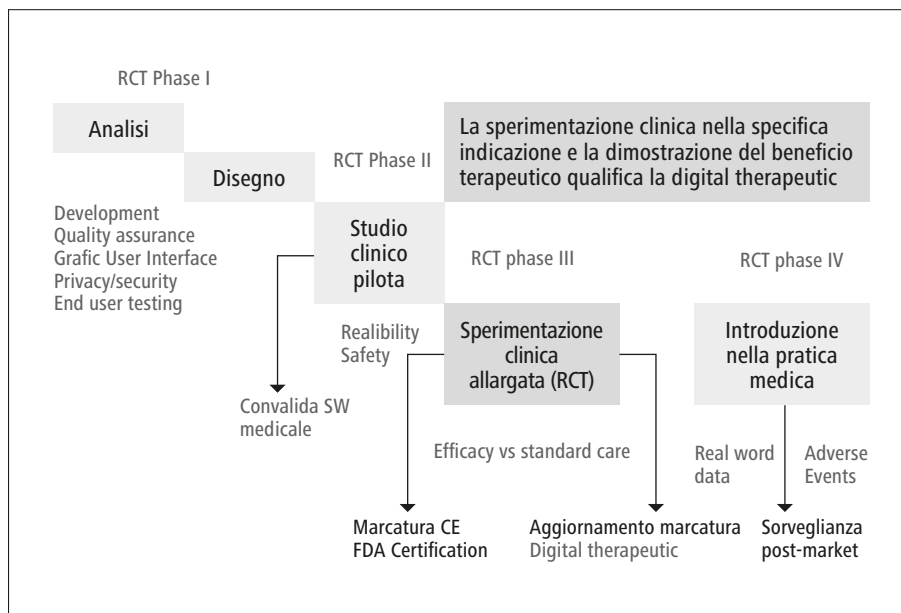 RCT Phase I
Analisi
Disegno
RCT Phase II
La sperimentazione clinica nella specifica
indicazione e la dimostrazione del beneficio
terapeutico qualifica la digital therapeutic
Development
Quality assurance
Grafic User Interface
Privacy/security
End user testing
Studio
clinico
pilota
RCT phase III
RCT phase IV
Realibility
Safety
Sperimentazione
clinica
allargata (RCT)
Introduzione
nella pratica
medica
Convalida SW
medicale
Efficacy vs standard care
Real word
data
Adverse
Events
Marcatura CE
FDA Certification
Aggiornamento marcatura
Digital therapeutic
Sorveglianza
post-market